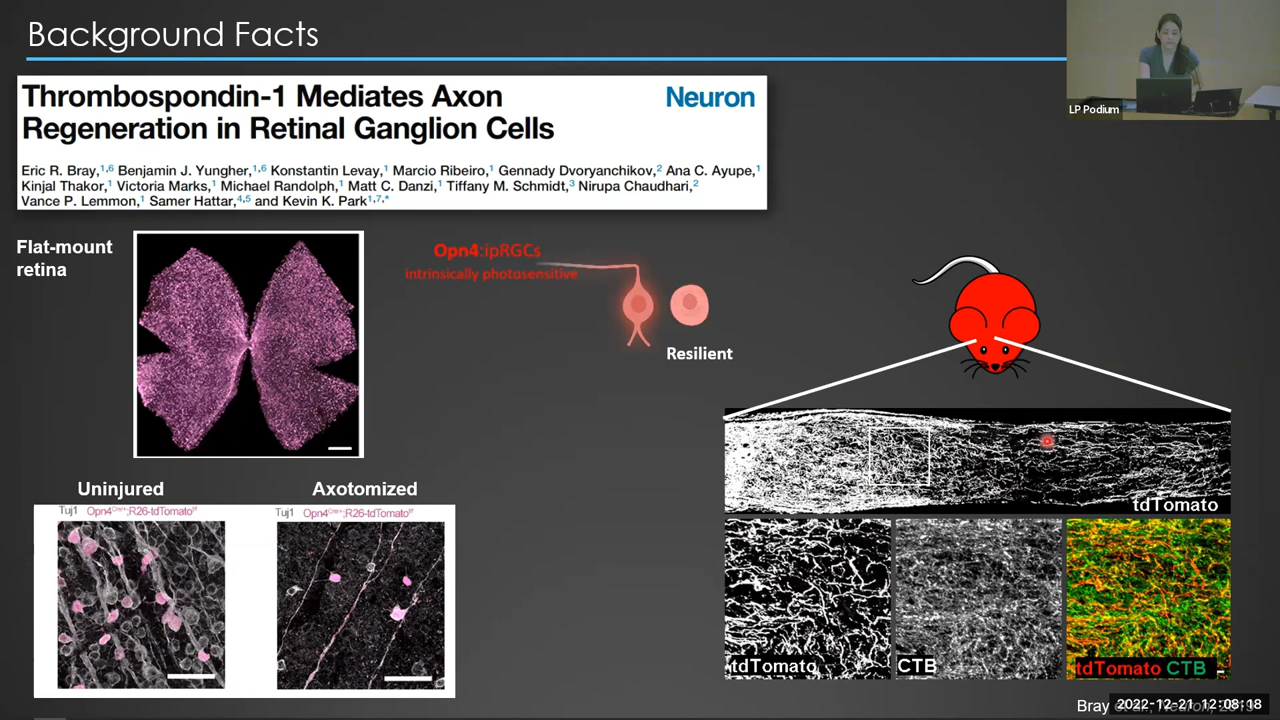 Background Facts
LP Podium
Thrombospondin-1 Mediates Axon
Regeneration in Retinal Ganglion Cells
Neuron
Eric R. Bray,1,6 Benjamin J. Yungher,1,6 Konstantin Levay,1 Marcio Ribeiro,1 Gennady Dvoryanchikov,2 Ana C. Ayupe,1
Kinjal Thakor,1 Victoria Marks,1 Michael Randolph,1 Matt C. Danzi,1 Tiffany M. Schmidt,3 Nirupa Chaudhari,2
Vance P. Lemmon,1 Samer Hattar,4,5 and Kevin K. Park1,7,*
Flat-mount
retina
Opn4:ipRGCs
intrinsically photosensitive
Resilient
Uninjured
Axotomized
Tuj1 Opn4Cre/+;R26-tdTomatof/f
Tuj1 Opn4Cre/+;R26-tdTomatof/f
tdTomato
tdTomato
CTB
tdTomato CTB
Bray
2022-12-21 12:08:18